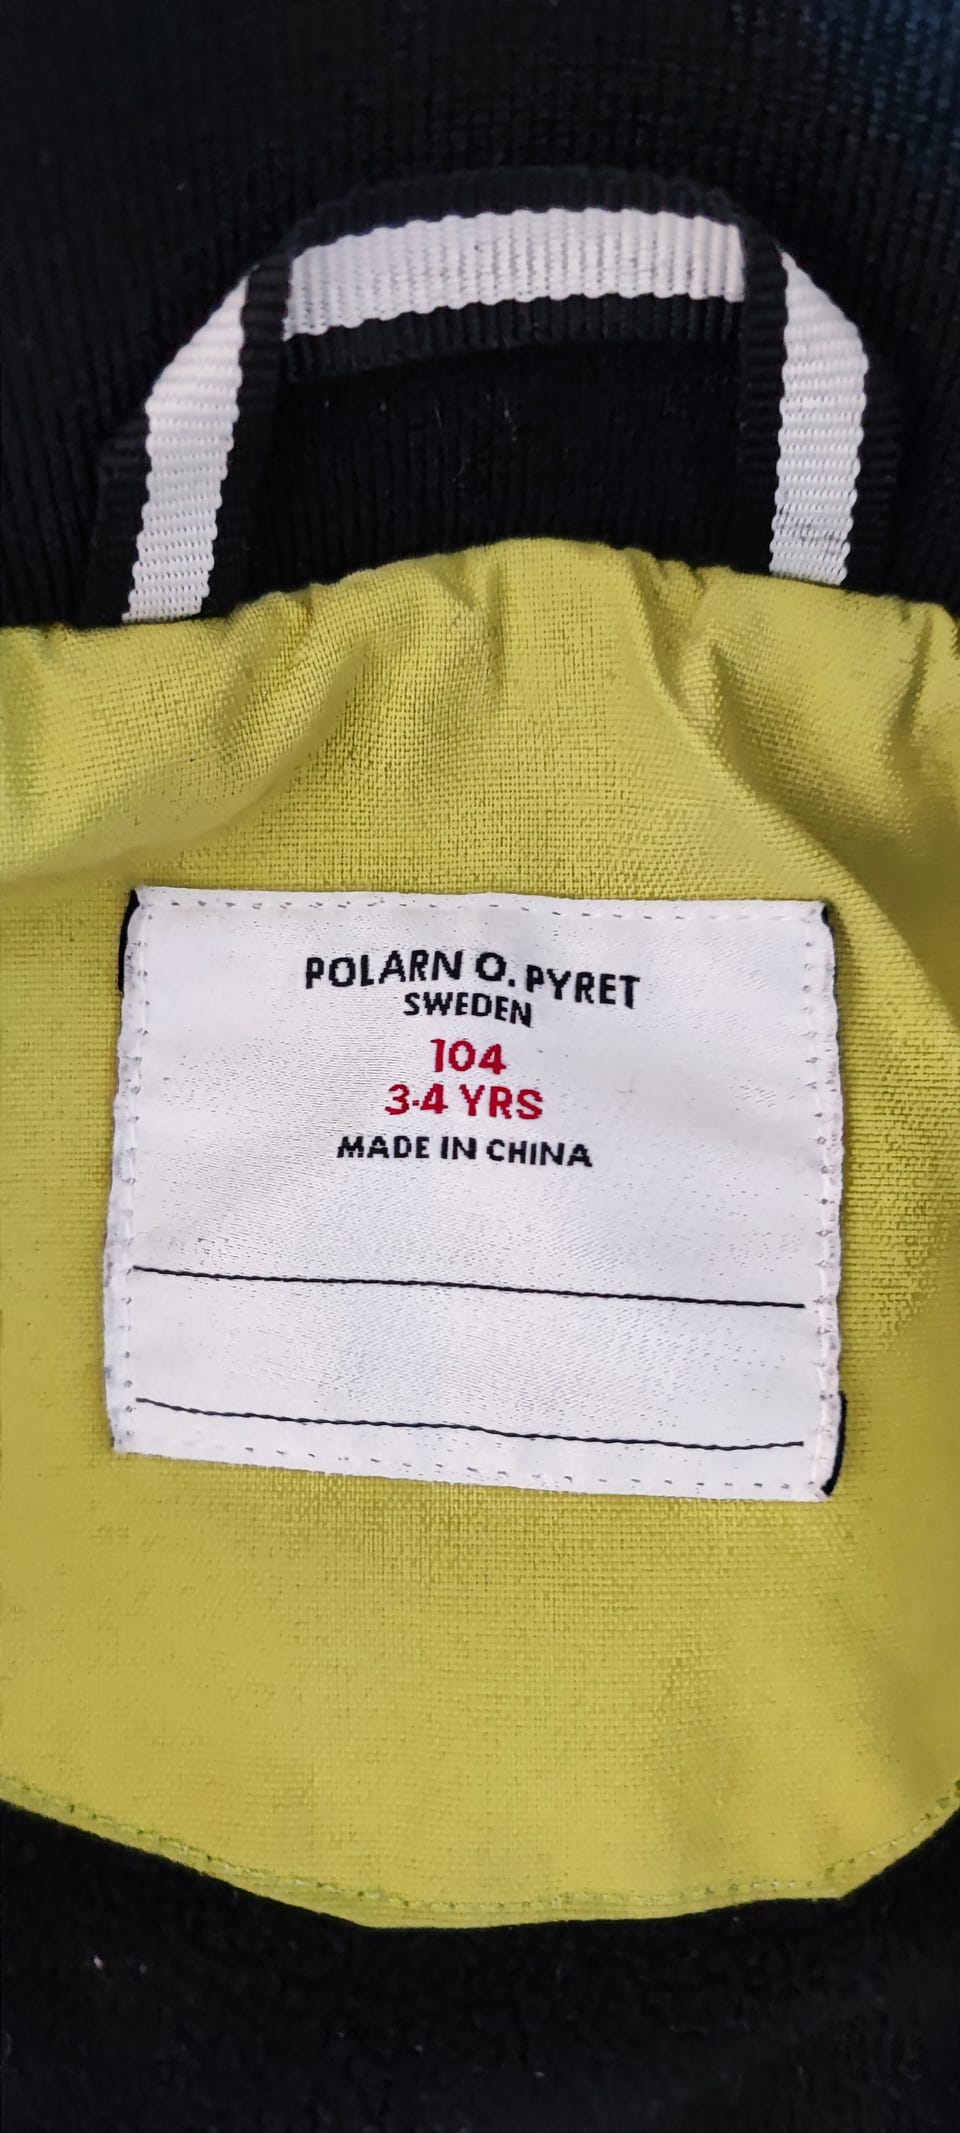 POLARN O. PYRET
SWEDEN
104
3-4 YRS
MADE IN CHINA